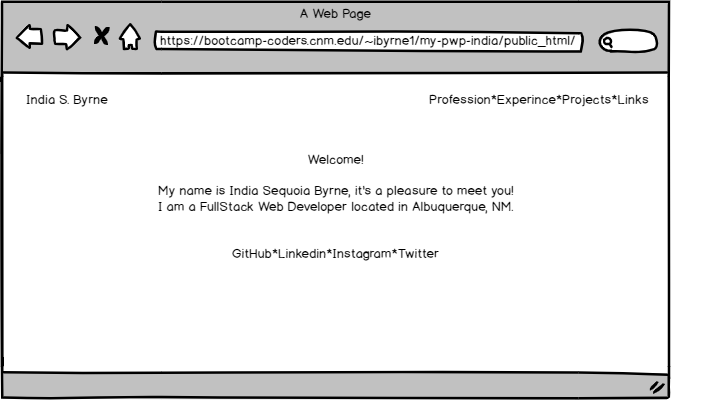 A Web Page
https://bootcamp-coders.cnm.edu/~ibyrne1/my-pwp-india/public_html/
India S. Byrne
Profession*Experince*Projects*Links
Welcome!
My name is India Sequoia Byrne, it's a pleasure to meet you!
I am a FullStack Web Developer located in Albuquerque, NM.
GitHub*Linkedin*Instagram*Twitter